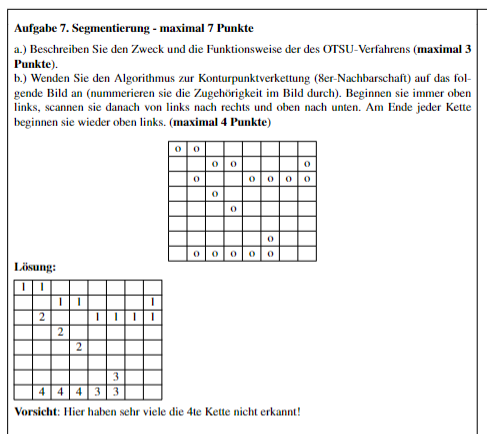 Aufgabe 7. Segmentierung - maximal 7 Punkte
a.) Beschreiben Sie den Zweck und die Funktionsweise der des OTSU-Verfahrens (maximal 3
Punkte).
b.) Wenden Sie den Algorithmus zur Konturpunktverkettung (8er-Nachbarschaft) auf das fol-
gende Bild an (nummerieren sie die Zugehörigkeit im Bild durch). Beginnen sie immer oben
links, scannen sie danach von links nach rechts und oben nach unten. Am Ende jeder Kette
beginnen sie wieder oben links. (maximal 4 Punkte)
o o
o o o
o o o o o
o
o
o
o o o o o
Lösung:
1 1
1 1 1
2 1 1 1 1
2
2
3
4 4 4 3 3
Vorsicht: Hier haben sehr viele die 4te Kette nicht erkannt!